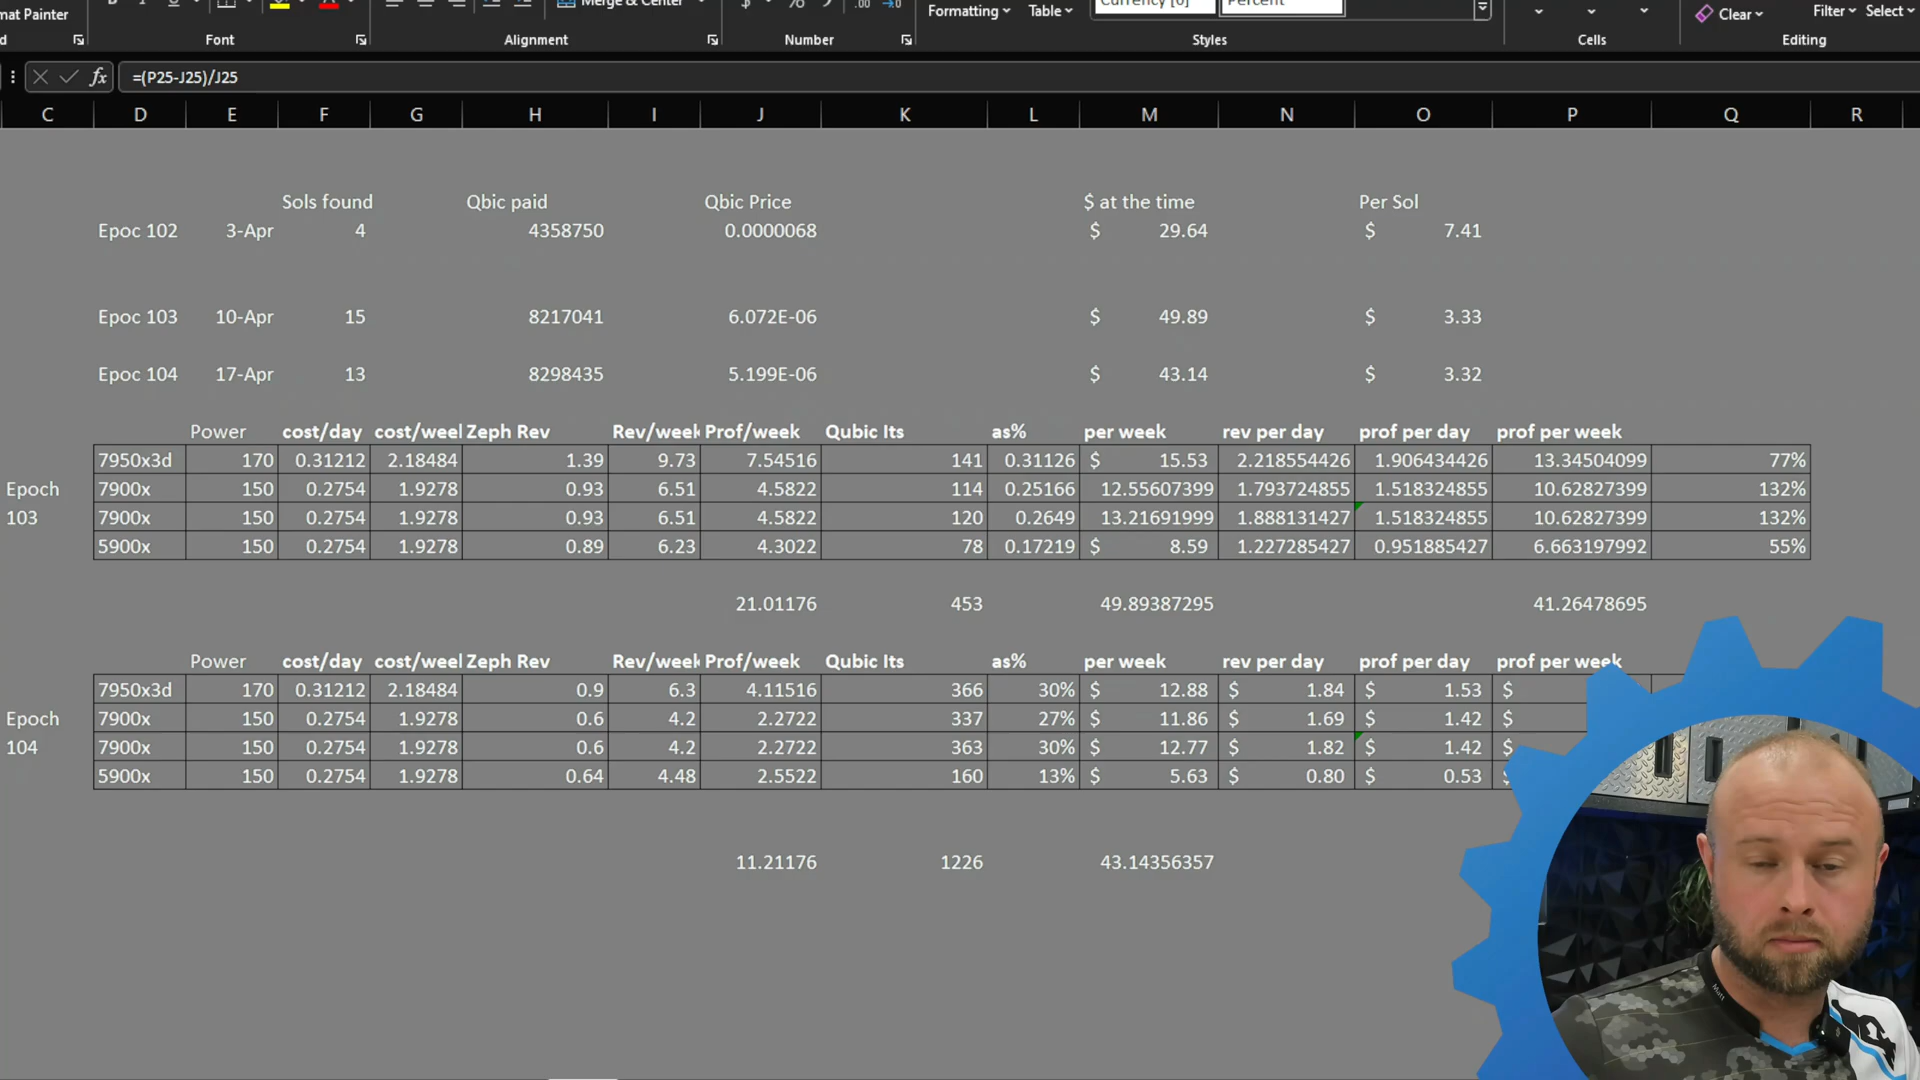 mat Painter
Merge & Center
Formatting
Table
Currency [0]
Percent
Clear
Filter
Select
Font
Alignment
Number
Styles
Cells
Editing
fx =(P25-J25)/J25
C D E F G H I J K L M N O P Q R
Sols found Qbic paid Qbic Price $ at the time Per Sol
Epoc 102 3-Apr 4 4358750 0.0000068 $ 29.64 $ 7.41
Epoc 103 10-Apr 15 8217041 6.072E-06 $ 49.89 $ 3.33
Epoc 104 17-Apr 13 8298435 5.199E-06 $ 43.14 $ 3.32
Power cost/day cost/weel Zeph Rev Rev/week Prof/week Qubic Its as% per week rev per day prof per day prof per week
7950x3d 170 0.31212 2.18484 1.39 9.73 7.54516 141 0.31126 $ 15.53 2.218554426 1.906434426 13.34504099 77%
Epoch 7900x 150 0.2754 1.9278 0.93 6.51 4.5822 114 0.25166 12.55607399 1.793724855 1.518324855 10.62827399 132%
103 7900x 150 0.2754 1.9278 0.93 6.51 4.5822 120 0.2649 13.21691999 1.888131427 1.518324855 10.62827399 132%
5900x 150 0.2754 1.9278 0.89 6.23 4.3022 78 0.17219 $ 8.59 1.227285427 0.951885427 6.663197992 55%
21.01176 453 49.89387295 41.26478695
Power cost/day cost/weel Zeph Rev Rev/week Prof/week Qubic Its as% per week rev per day prof per day prof per week
7950x3d 170 0.31212 2.18484 0.9 6.3 4.11516 366 30% $ 12.88 $ 1.84 $ 1.53 $
Epoch 7900x 150 0.2754 1.9278 0.6 4.2 2.2722 337 27% $ 11.86 $ 1.69 $ 1.42 $
104 7900x 150 0.2754 1.9278 0.6 4.2 2.2722 363 30% $ 12.77 $ 1.82 $ 1.42 $
5900x 150 0.2754 1.9278 0.64 4.48 2.5522 160 13% $ 5.63 $ 0.80 $ 0.53
11.21176 1226 43.14356357
Matt